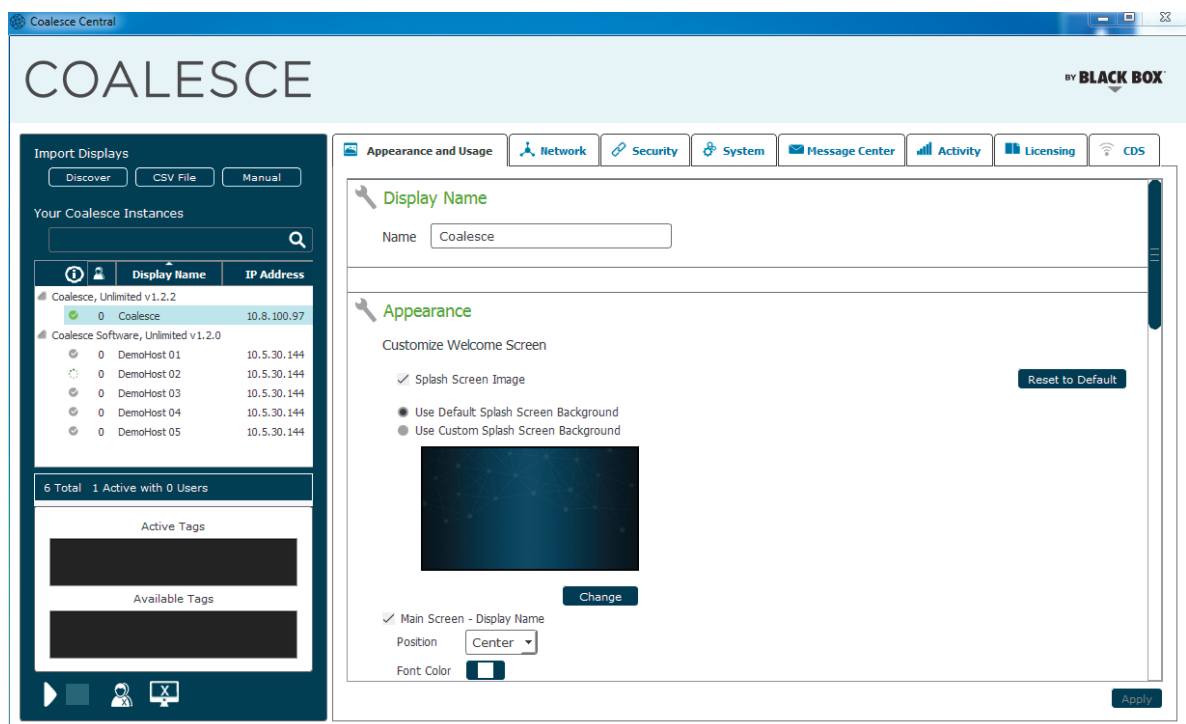 Coalesce Central
COALESCE
BY BLACK BOX
Import Displays
Discover CSV File Manual
Your Coalesce Instances
Display Name IP Address
Coalesce, Unlimited v1.2.2
0 Coalesce 10.8.100.97
Coalesce Software, Unlimited v1.2.0
0 DemoHost 01 10.5.30.144
0 DemoHost 02 10.5.30.144
0 DemoHost 03 10.5.30.144
0 DemoHost 04 10.5.30.144
0 DemoHost 05 10.5.30.144
6 Total 1 Active with 0 Users
Active Tags
Available Tags
Appearance and Usage Network Security System Message Center Activity Licensing CDS
Display Name
Name Coalesce
Appearance
Customize Welcome Screen
Splash Screen Image Reset to Default
Use Default Splash Screen Background
Use Custom Splash Screen Background
Change
Main Screen - Display Name
Position Center
Font Color
Apply